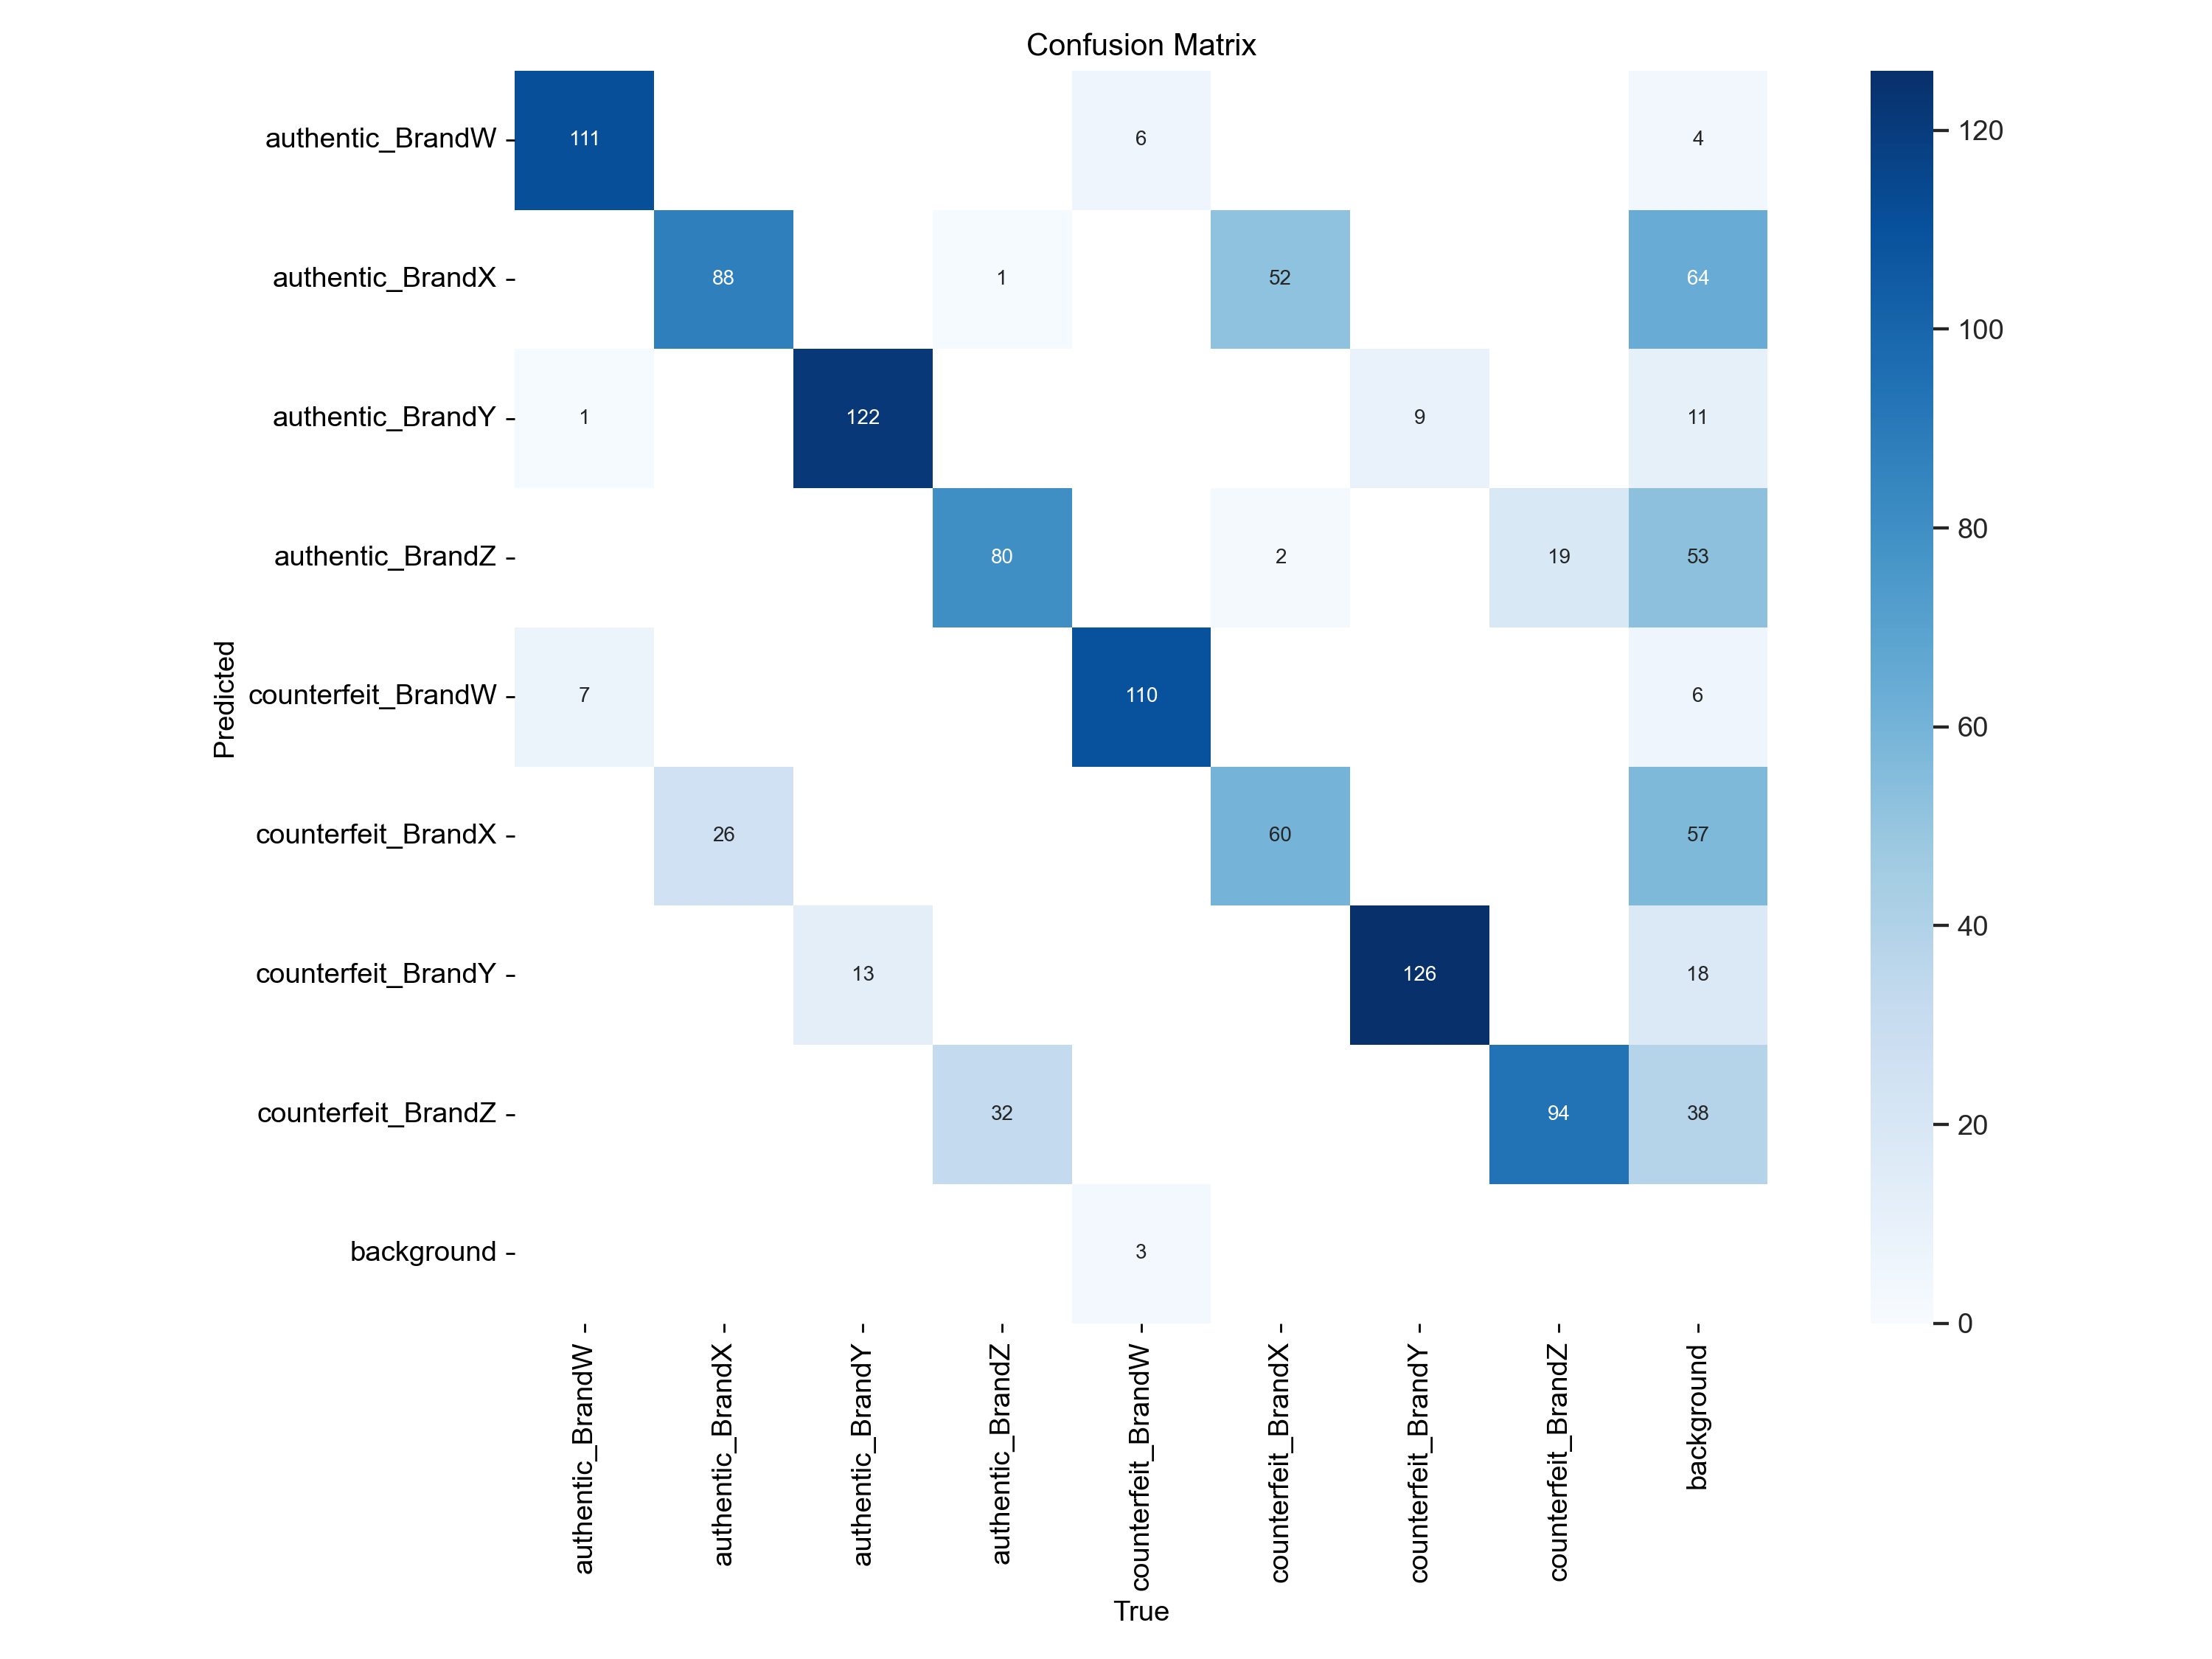 Confusion Matrix
authentic_BrandW 111 6 4
authentic_BrandX 88 1 52 64
authentic_BrandY 1 122 9 11
authentic_BrandZ 80 2 19 53
counterfeit_BrandW 7 110 6
counterfeit_BrandX 26 60 57
counterfeit_BrandY 13 126 18
counterfeit_BrandZ 32 94 38
background 3
Predicted
authentic_BrandW
authentic_BrandX
authentic_BrandY
authentic_BrandZ
counterfeit_BrandW
counterfeit_BrandX
counterfeit_BrandY
counterfeit_BrandZ
background
True
120
100
80
60
40
20
0